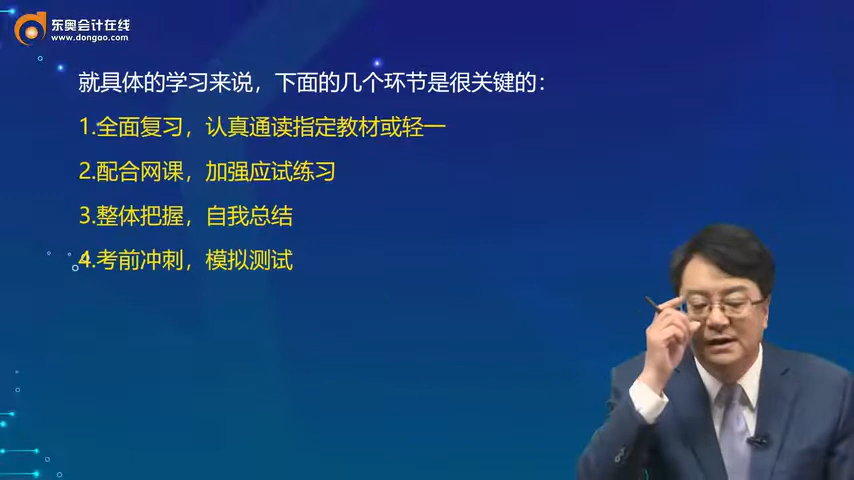 东奥会计在线
www.dongao.com
就具体的学习来说，下面的几个环节是很关键的：
1.全面复习，认真通读指定教材或轻一
2.配合网课，加强应试练习
3.整体把握，自我总结
4.考前冲刺，模拟测试